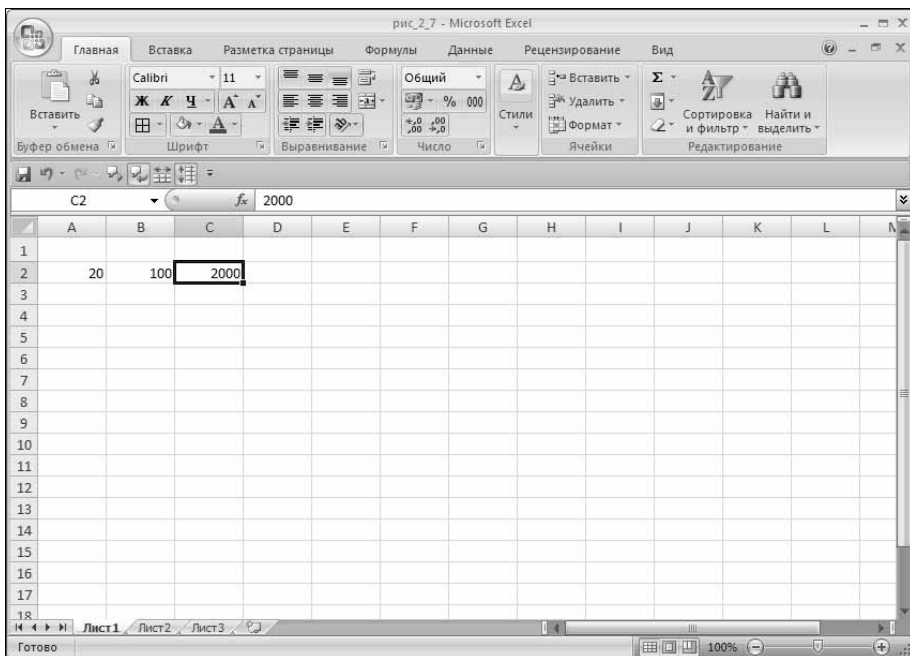 рис_2_7 - Microsoft Excel
Главная Вставка Разметка страницы Формулы Данные Рецензирование Вид
Calibri 11 Общий Вставить
Вставить Ж К Ч % 000 Стили Удалить Сортировка и фильтр Найти и выделить
Формат
Буфер обмена Шрифт Выравнивание Число Ячейки Редактирование
C2 fx 2000
A B C D E F G H I J K L
1
2 20 100 2000
3
4
5
6
7
8
9
10
11
12
13
14
15
16
17
18
Лист1 Лист2 Лист3
Готово 100%